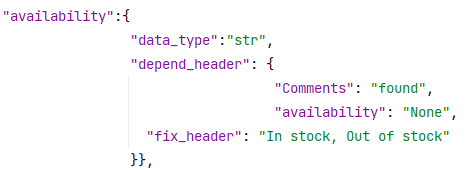 "availability":{
"data_type":"str",
"depend_header": {
"Comments": "found",
"availability": "None",
"fix_header": "In stock, Out of stock"
}},